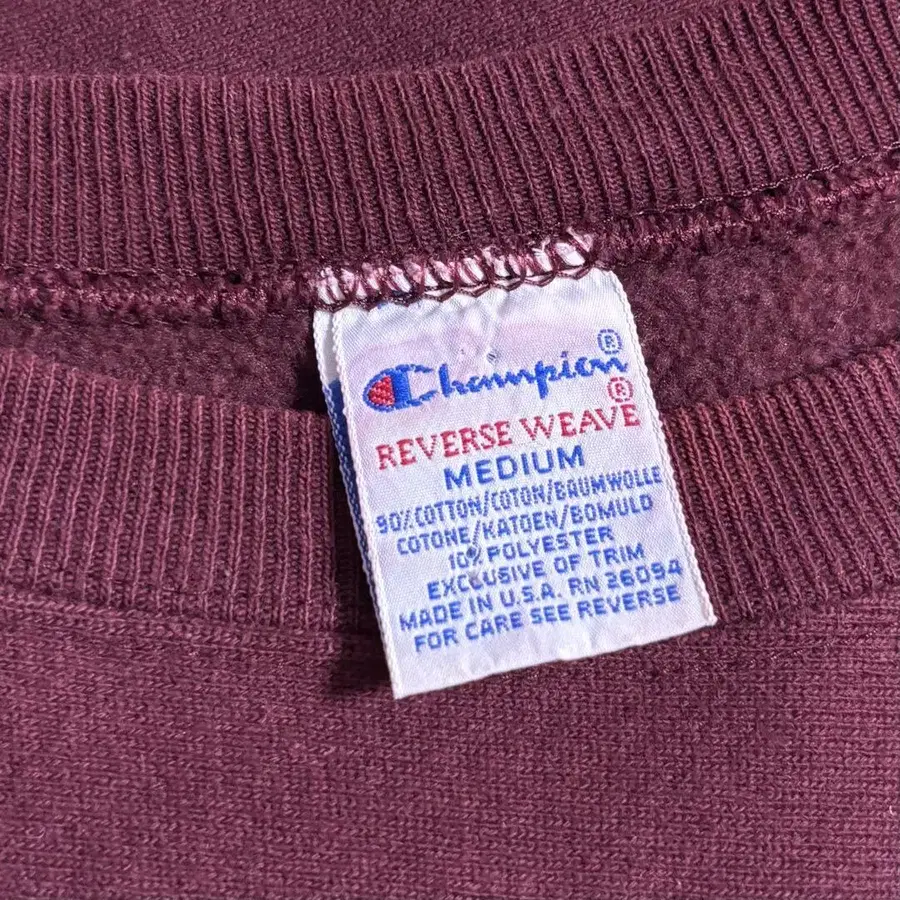 Champion®
REVERSE WEAVE®
MEDIUM
90% COTTON/COTON/BAUMWOLLE
COTONE/KATOEN/BOMULD
10% POLYESTER
EXCLUSIVE OF TRIM
MADE IN U.S.A. RN 26094
FOR CARE SEE REVERSE